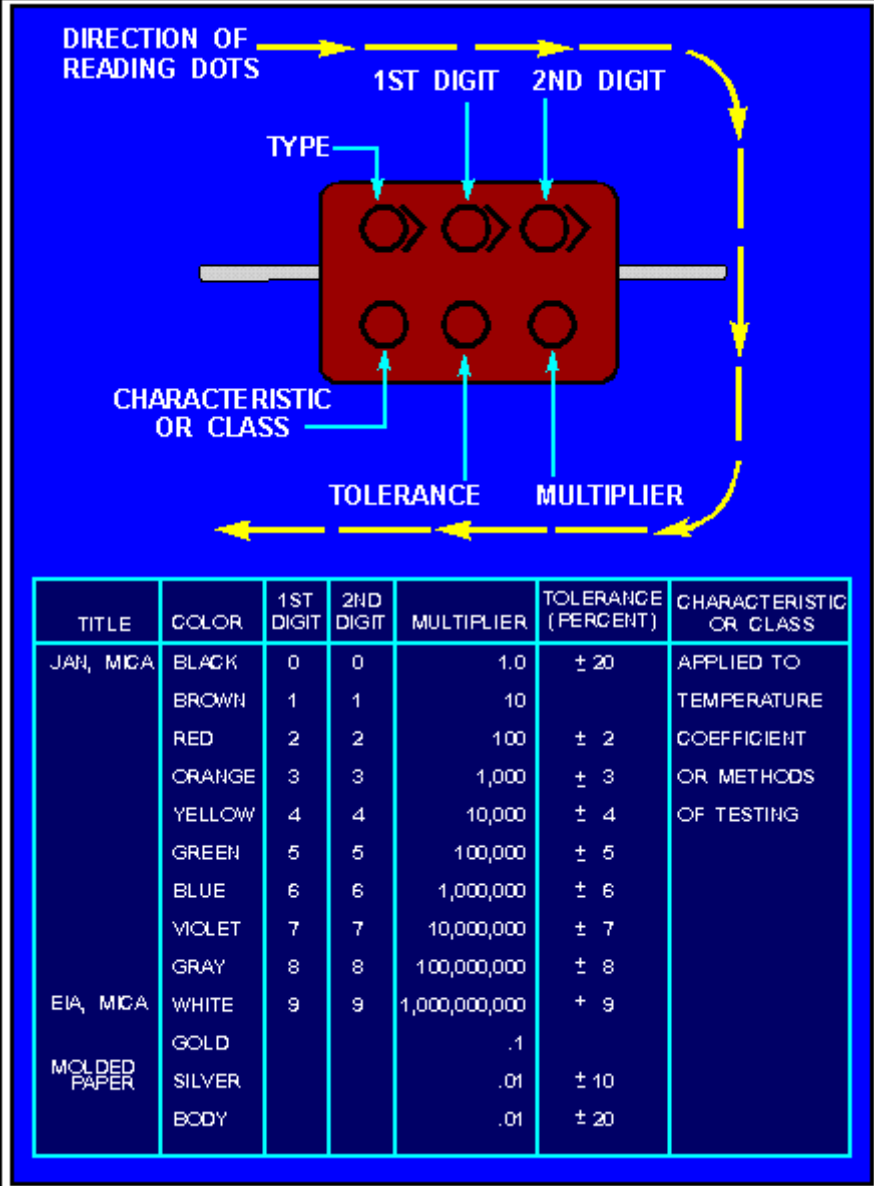 DIRECTION OF
READING DOTS
1ST DIGIT 2ND DIGIT
TYPE
CHARACTERISTIC
OR CLASS
TOLERANCE MULTIPLIER
TITLE COLOR 1ST DIGIT 2ND DIGIT MULTIPLIER TOLERANCE (PERCENT) CHARACTERISTIC OR CLASS
JAN, MICA BLACK 0 0 1.0 ± 20 APPLIED TO
BROWN 1 1 10 TEMPERATURE
RED 2 2 100 ± 2 COEFFICIENT
ORANGE 3 3 1,000 ± 3 OR METHODS
YELLOW 4 4 10,000 ± 4 OF TESTING
GREEN 5 5 100,000 ± 5
BLUE 6 6 1,000,000 ± 6
VIOLET 7 7 10,000,000 ± 7
GRAY 8 8 100,000,000 ± 8
EIA, MICA WHITE 9 9 1,000,000,000 + 9
GOLD .1
MOLDED PAPER SILVER .01 ± 10
BODY .01 ± 20